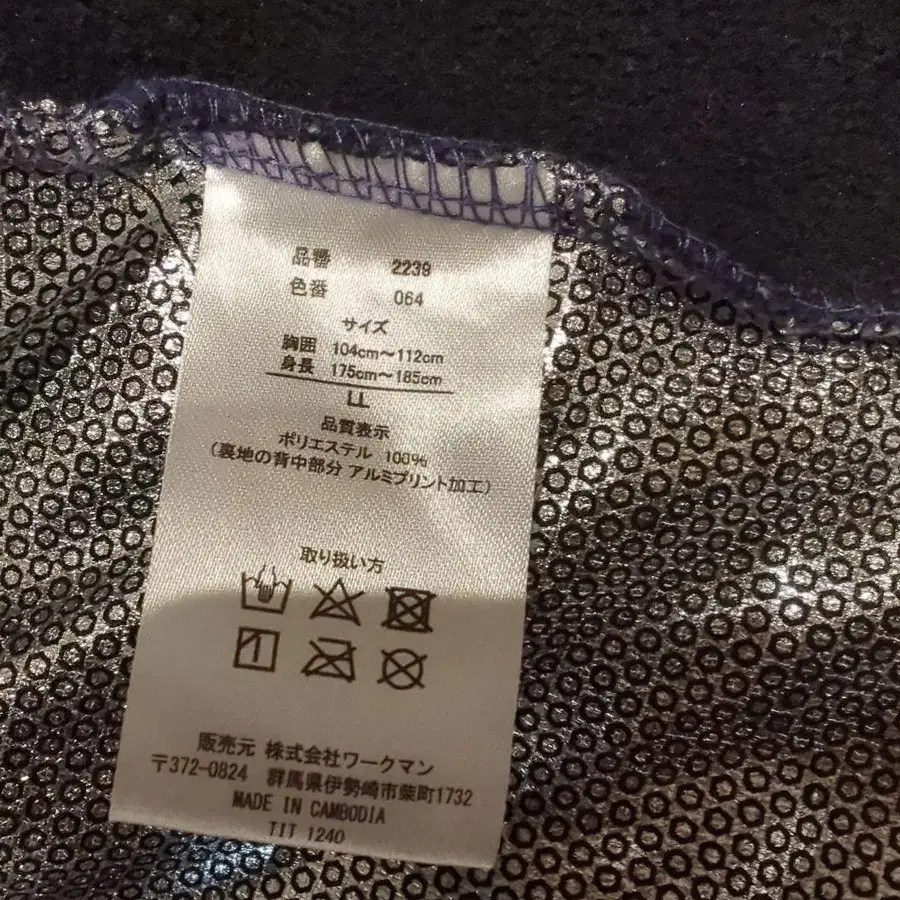 品番 2239
色番 064
サイズ
胸囲 104cm～112cm
身長 175cm～185cm
LL
品質表示
ポリエステル 100%
(裏地の背中部分 アルミプリント加工)
取り扱い方
販売元 株式会社ワークマン
〒372-0824 群馬県伊勢崎市柴町1732
MADE IN CAMBODIA
TIT 1240